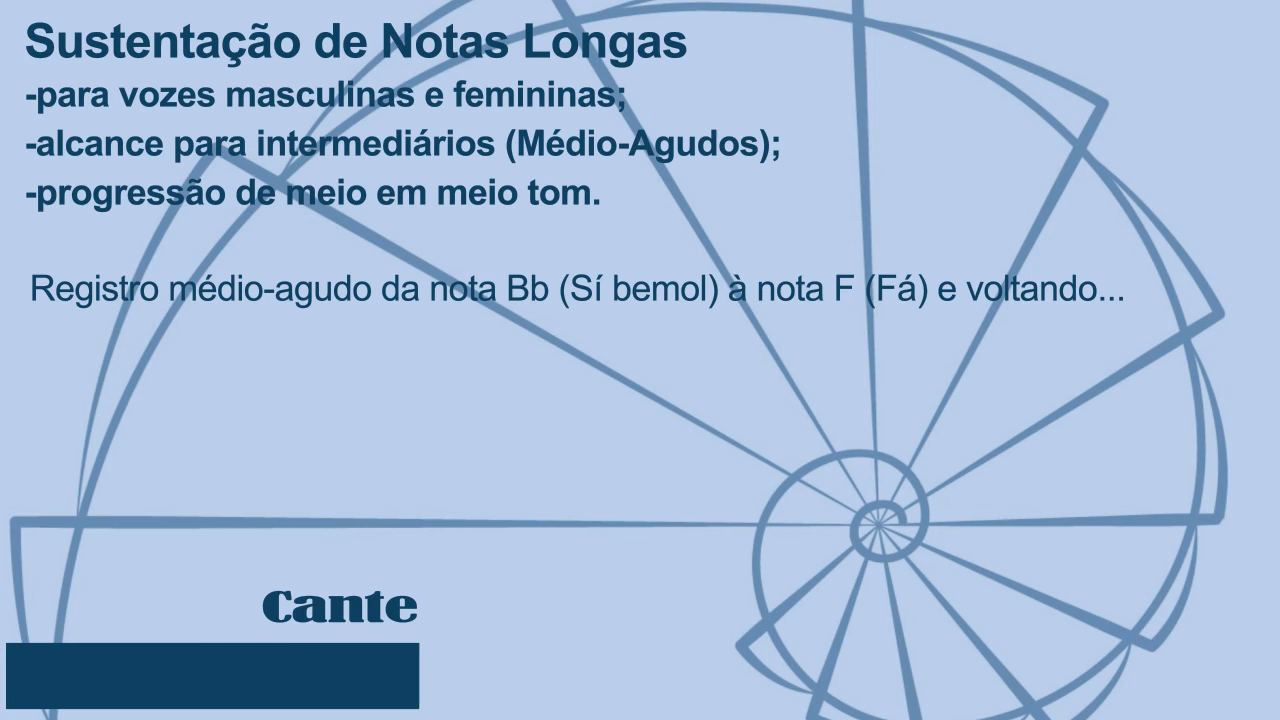 Sustentação de Notas Longas
-para vozes masculinas e femininas;
-alcance para intermediários (Médio-Agudos);
-progressão de meio em meio tom.
Registro médio-agudo da nota Bb (Sí bemol) à nota F (Fá) e voltando...
Cante